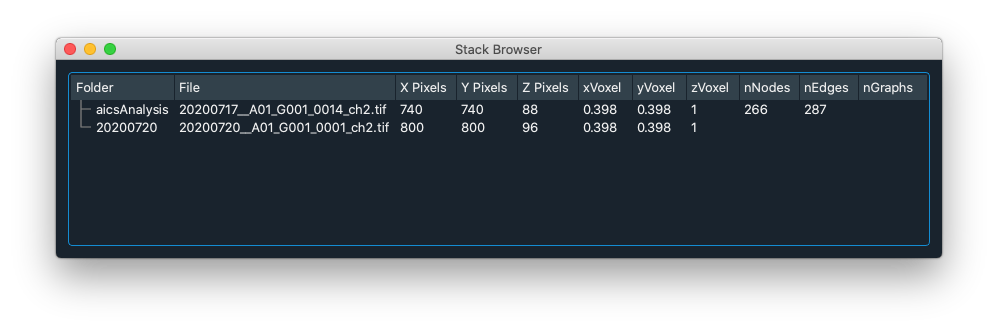 Stack Browser
Folder File X Pixels Y Pixels Z Pixels xVoxel yVoxel zVoxel nNodes nEdges nGraphs
aicsAnalysis 20200717__A01_G001_0014_ch2.tif 740 740 88 0.398 0.398 1 266 287
20200720 20200720__A01_G001_0001_ch2.tif 800 800 96 0.398 0.398 1